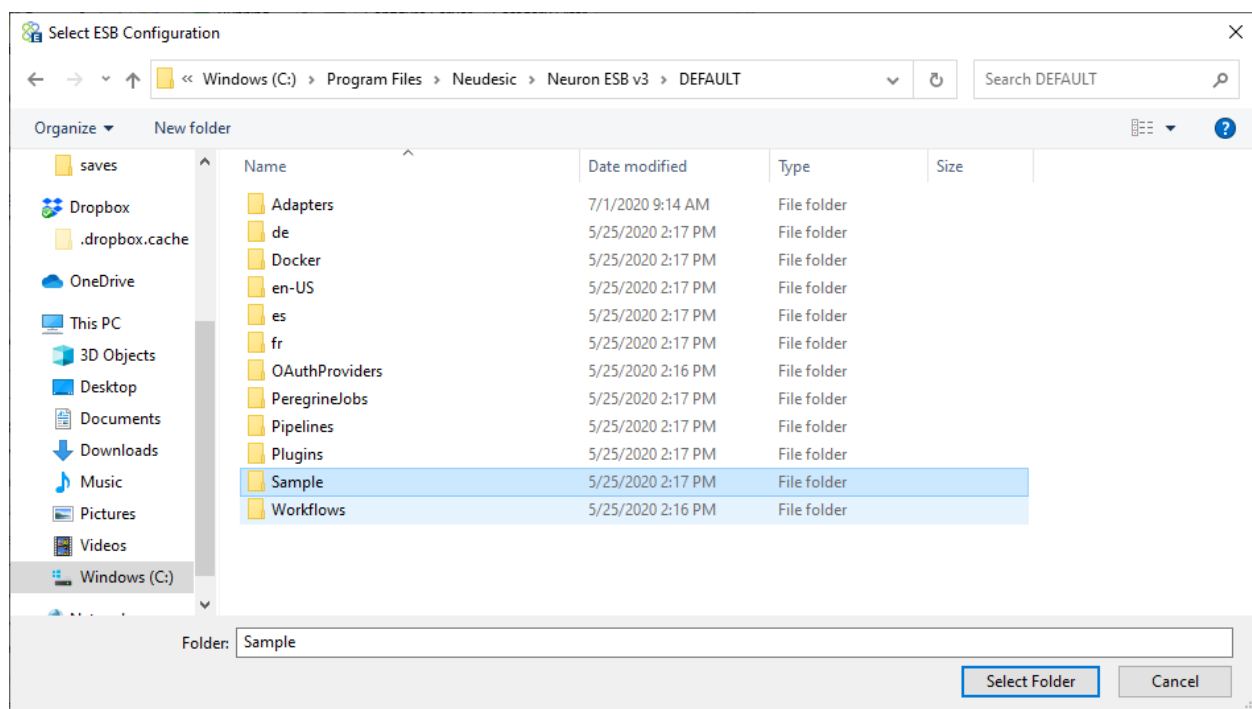 Select ESB Configuration
« Windows (C:) › Program Files › Neudesic › Neuron ESB v3 › DEFAULT
Search DEFAULT
Organize
New folder
saves
Dropbox
.dropbox.cache
OneDrive
This PC
3D Objects
Desktop
Documents
Downloads
Music
Pictures
Videos
Windows (C:)
Name Date modified Type Size
Adapters 7/1/2020 9:14 AM File folder
de 5/25/2020 2:17 PM File folder
Docker 5/25/2020 2:17 PM File folder
en-US 5/25/2020 2:17 PM File folder
es 5/25/2020 2:17 PM File folder
fr 5/25/2020 2:17 PM File folder
OAuthProviders 5/25/2020 2:16 PM File folder
PeregrineJobs 5/25/2020 2:17 PM File folder
Pipelines 5/25/2020 2:17 PM File folder
Plugins 5/25/2020 2:17 PM File folder
Sample 5/25/2020 2:17 PM File folder
Workflows 5/25/2020 2:16 PM File folder
Folder: Sample
Select Folder Cancel